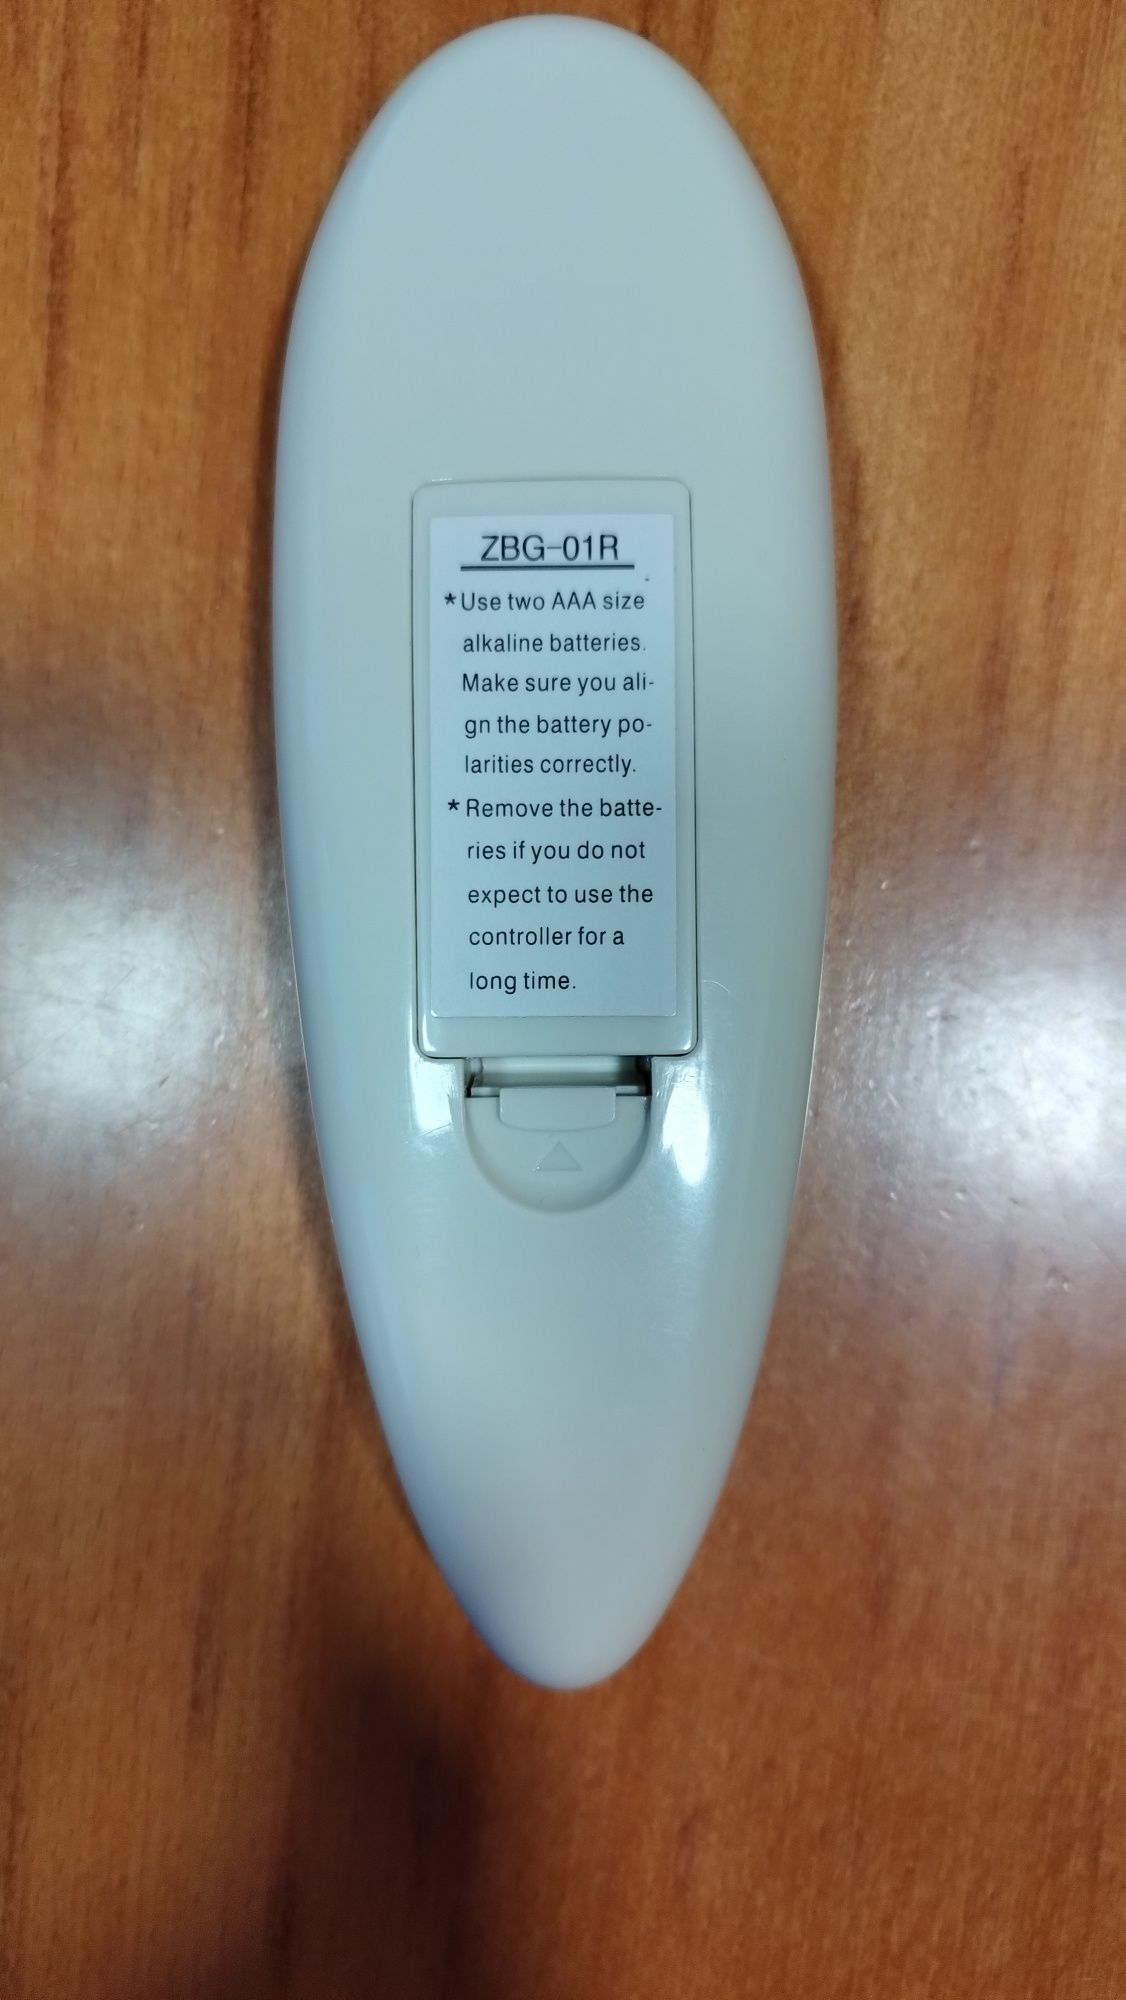 ZBG-01R
*Use two AAA size
alkaline batteries.
Make sure you ali-
gn the battery po-
larities correctly.
* Remove the batte-
ries if you do not
expect to use the
controller for a
long time.